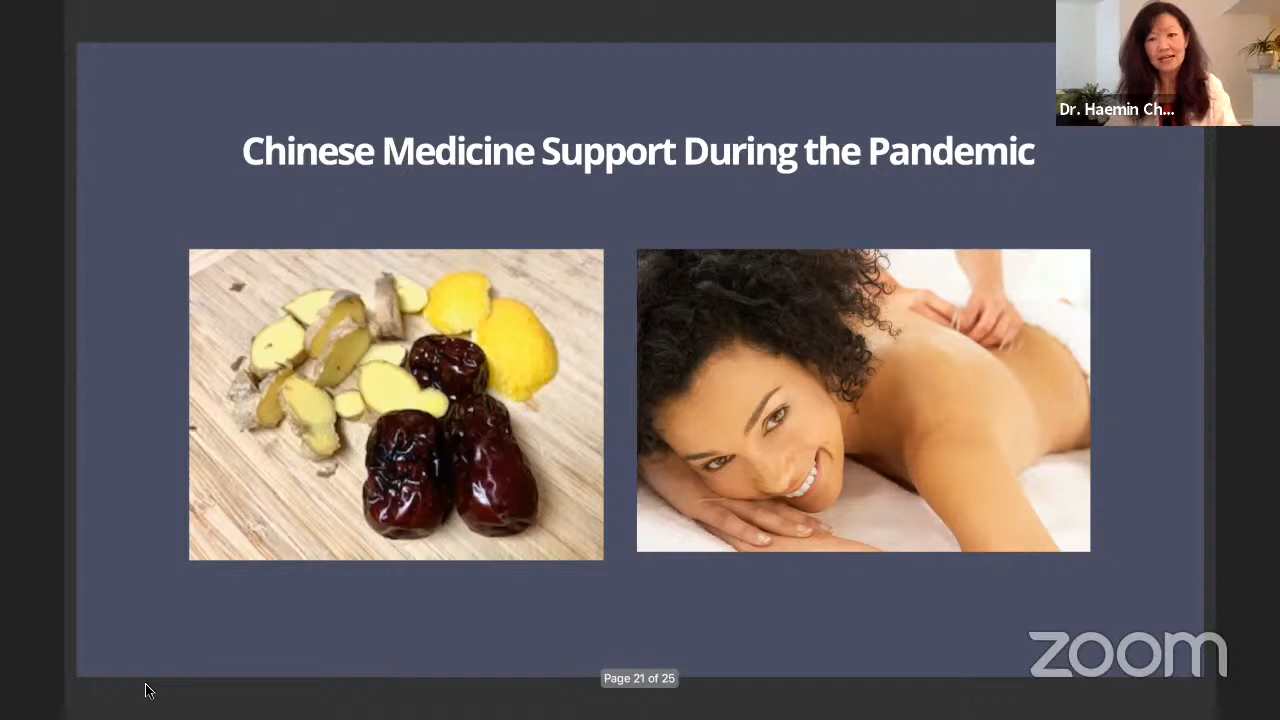 Dr. Haemin Ch...
Chinese Medicine Support During the Pandemic
zoom
Page 21 of 25